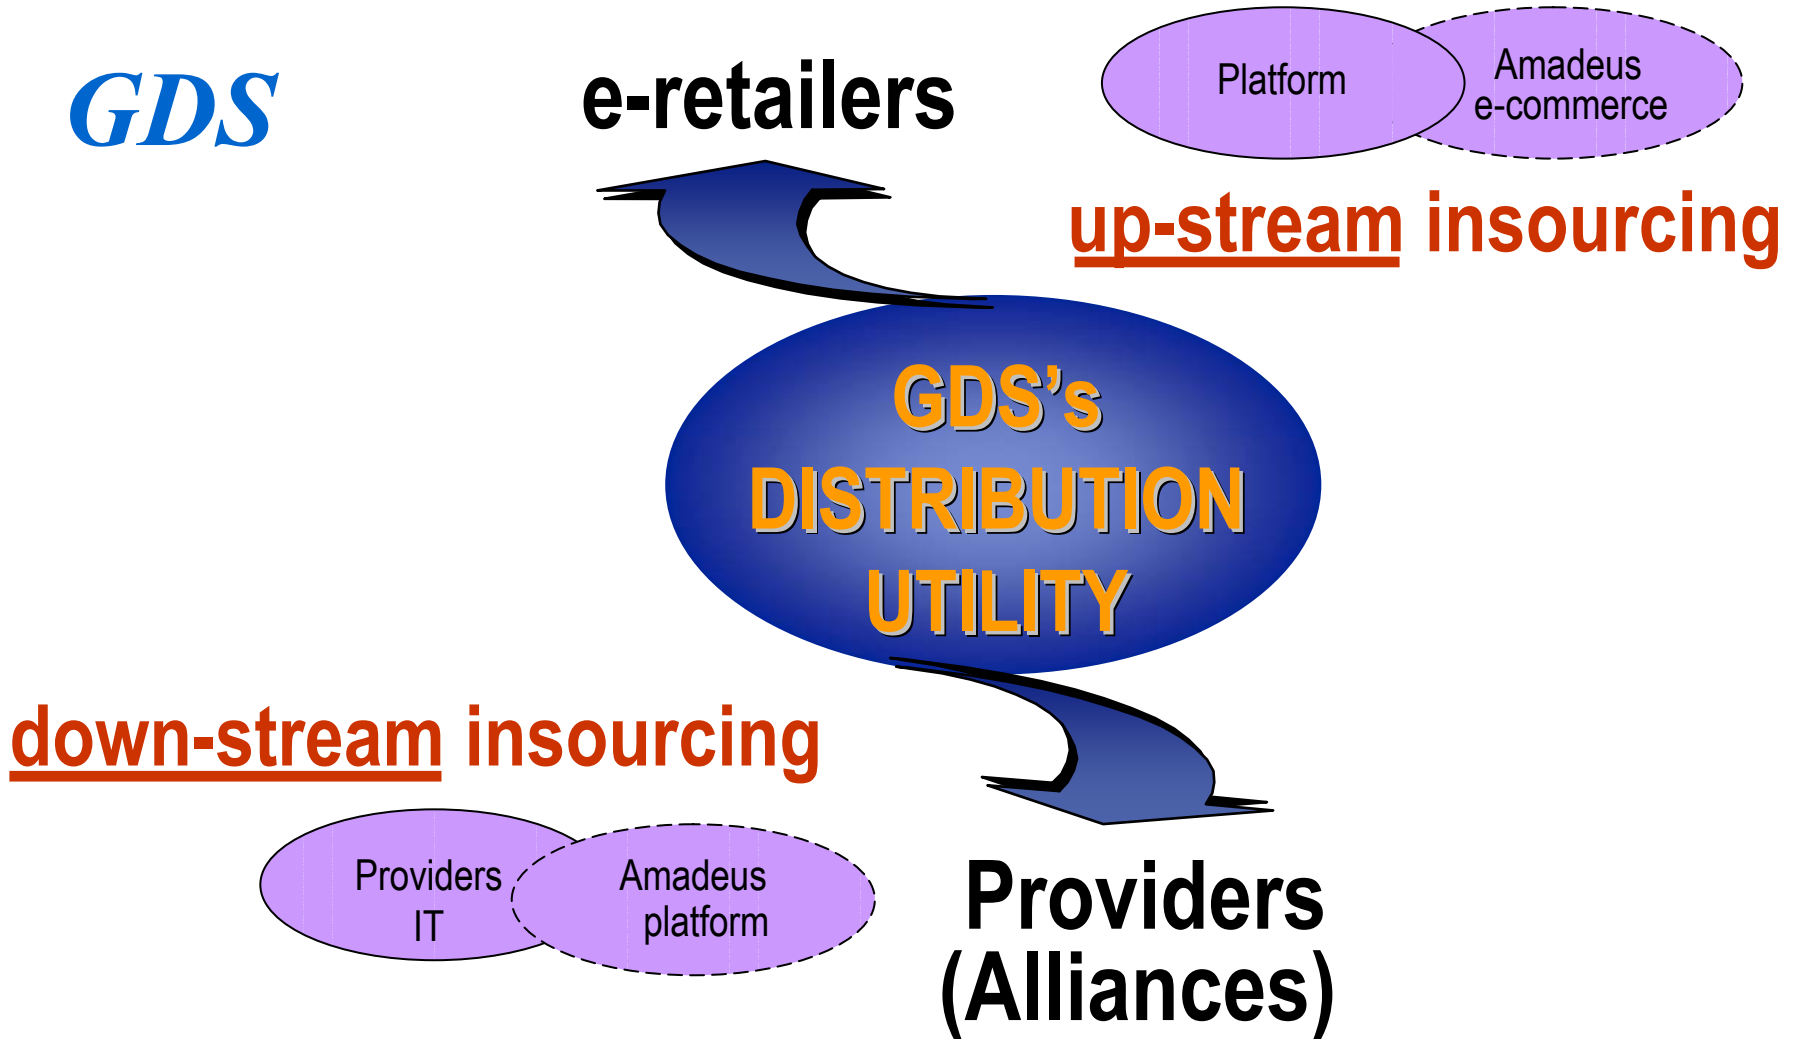 GDS
e-retailers
Platform
Amadeus
e-commerce
up-stream insourcing
GDS’s
DISTRIBUTION
UTILITY
down-stream insourcing
Providers
IT
Amadeus
platform
Providers
(Alliances)